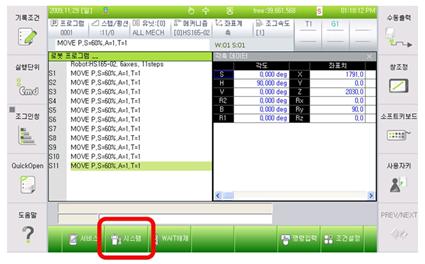 기록조건
2009.11.29 [일] free:39,661,568 S 01:18:12 PM
수동출력
프로그램 스텝/펑션 유닛:[0] 메커니즘 좌표계 조그속도 T1 G1
0001 :11/0 ALL MECH [0]HS165-02 축 [1]
MOVE P,S=60%,A=1,T=1 W:01 S:01
로봇 프로그램 ...
각축 데이터
Robot:HS165-02, 6axes, 11steps
각도 좌표치
S1 MOVE P,S=60%,A=1,T=1
S2 MOVE P,S=60%,A=1,T=1
S3 MOVE P,S=60%,A=1,T=1
S4 MOVE P,S=60%,A=1,T=1
S5 MOVE P,S=60%,A=1,T=1
S6 MOVE P,S=60%,A=1,T=1
S7 MOVE P,S=60%,A=1,T=1
S8 MOVE P,S=60%,A=1,T=1
S9 MOVE P,S=60%,A=1,T=1
S10 MOVE P,S=60%,A=1,T=1
S11 MOVE P,S=60%,A=1,T=1
S 0,000 deg X 1791,0
H 90,000 deg Y 0,0
V 0,000 deg Z 2030,0
R2 0,000 deg Rx 0,0
B 0,000 deg Ry 90,0
R1 0,000 deg Rz 0,0
실행단위
Cmd
조그인칭
QuickOpen
도움말
창조정
소프트키보드
사용자키
PREV/NEXT
서비스 시스템 WAIT해제 명령입력 조건설정